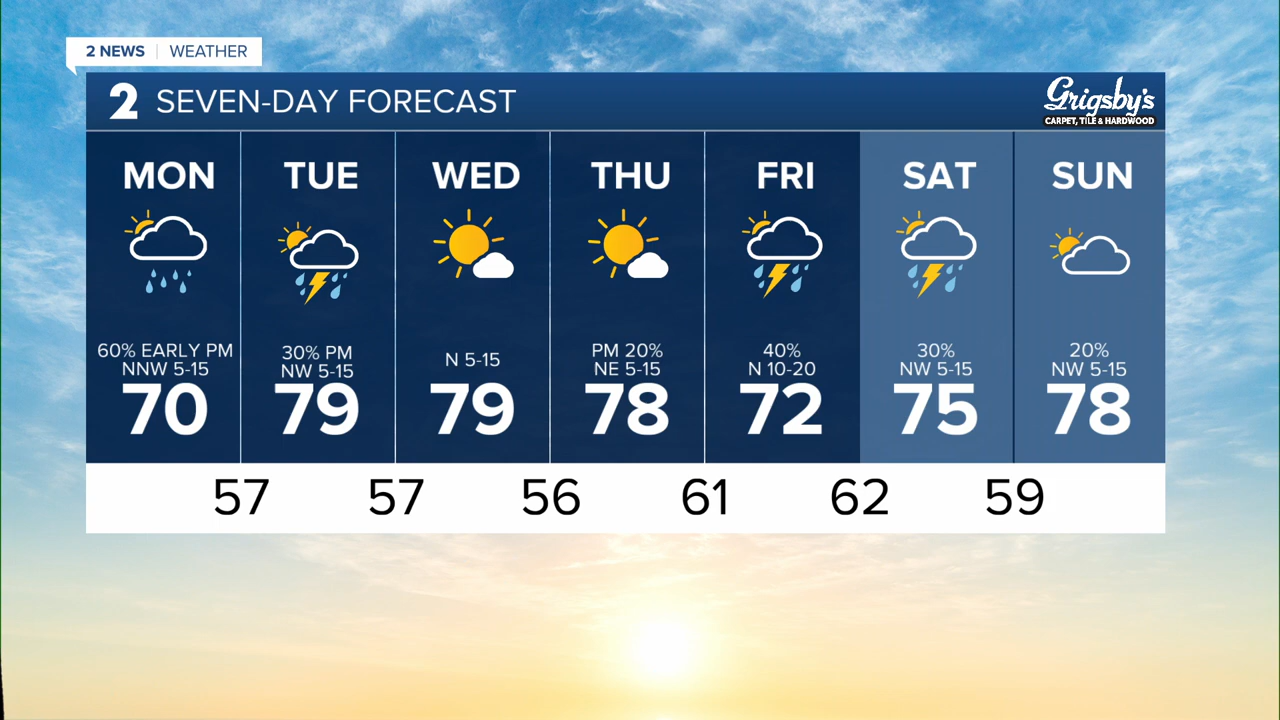 2 NEWS | WEATHER
2 SEVEN-DAY FORECAST
Grigsby's
CARPET, TILE & HARDWOOD
MON TUE WED THU FRI SAT SUN
60% EARLY PM
NNW 5-15
70
30% PM
NW 5-15
79
N 5-15
79
PM 20%
NE 5-15
78
40%
N 10-20
72
30%
NW 5-15
75
20%
NW 5-15
78
57 57 56 61 62 59